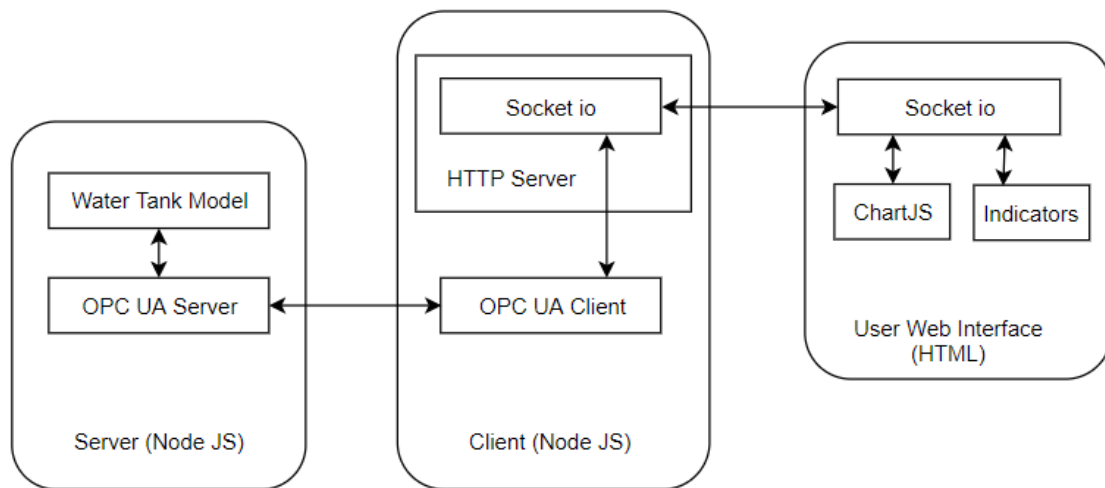 Water Tank Model
OPC UA Server
Server (Node JS)
Socket io
HTTP Server
OPC UA Client
Client (Node JS)
Socket io
ChartJS
Indicators
User Web Interface
(HTML)